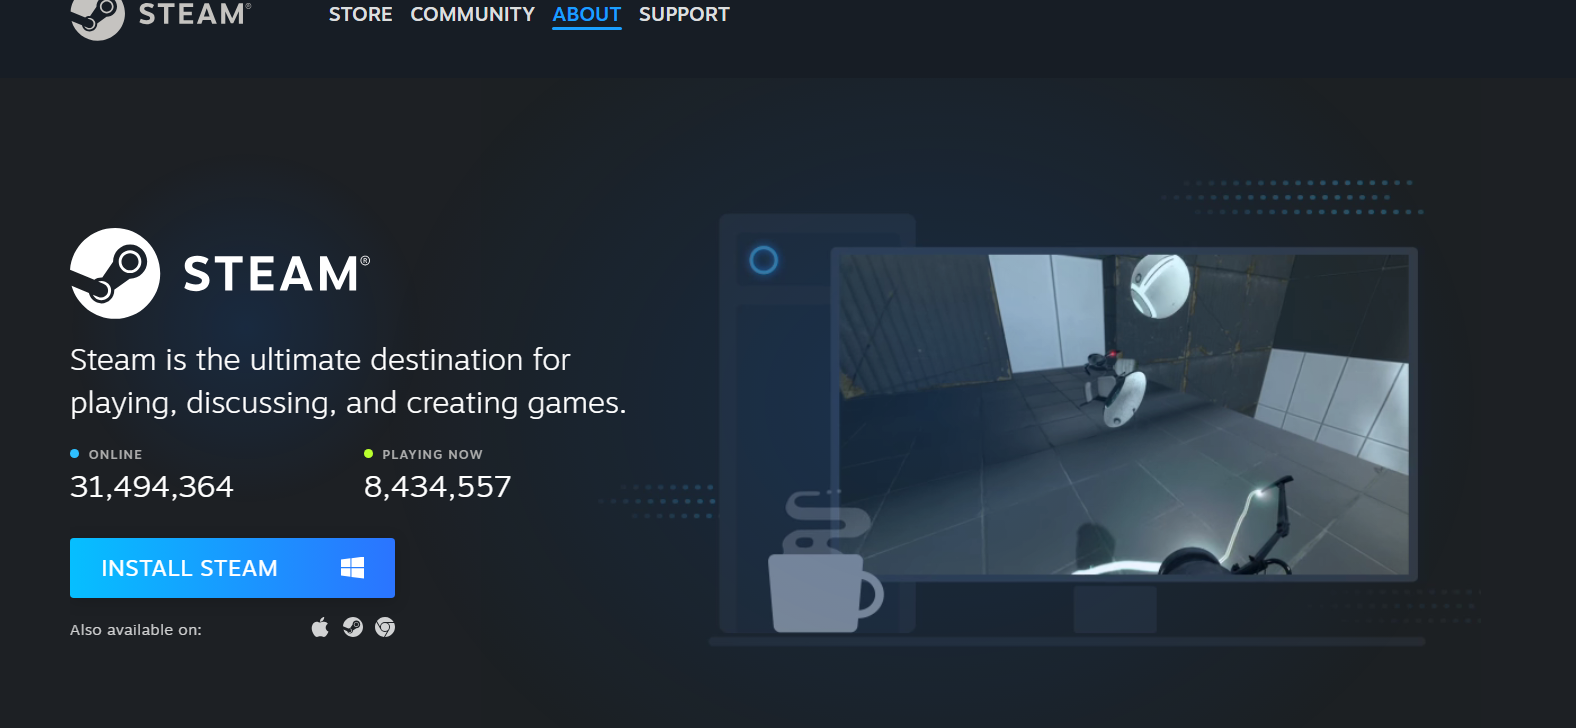 STEAM®
STORE COMMUNITY ABOUT SUPPORT
STEAM®
Steam is the ultimate destination for
playing, discussing, and creating games.
ONLINE PLAYING NOW
31,494,364 8,434,557
INSTALL STEAM
Also available on: